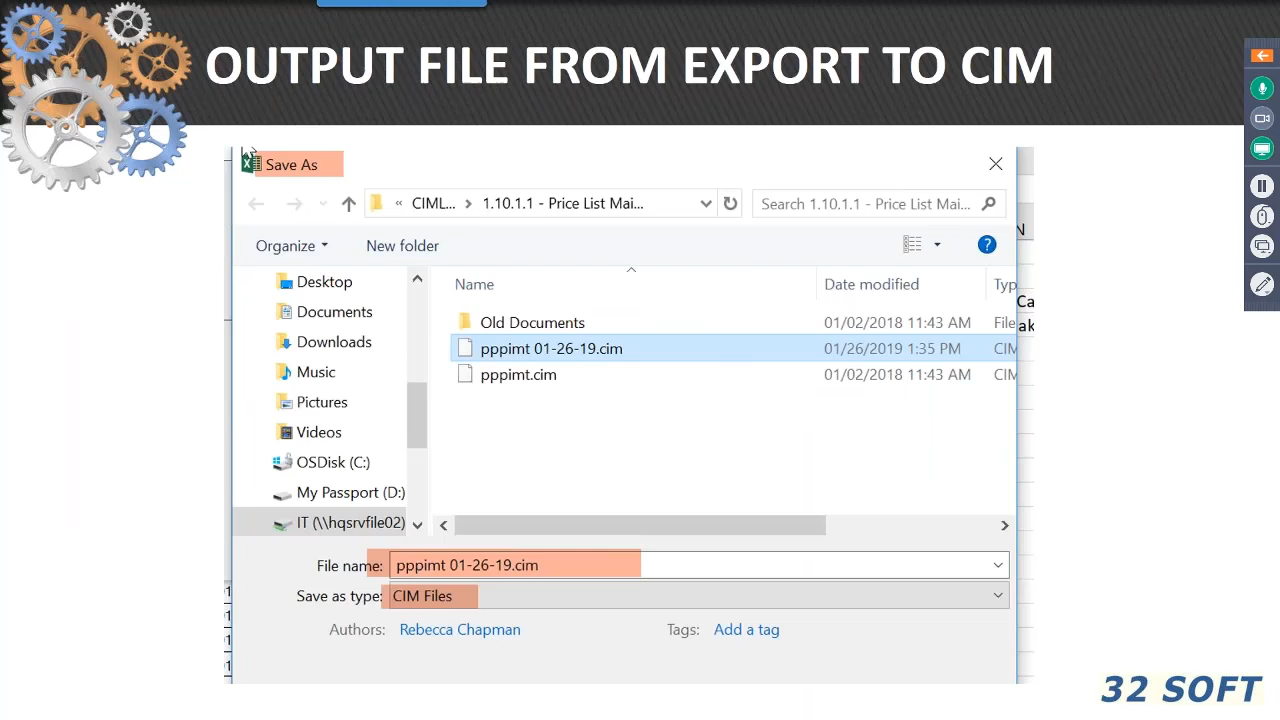 OUTPUT FILE FROM EXPORT TO CIM
Save As
« CIML... > 1.10.1.1 - Price List Mai...
Search 1.10.1.1 - Price List Mai...
Organize
New folder
?
N
Desktop
Documents
Downloads
Music
Pictures
Videos
OSDisk (C:)
My Passport (D:)
IT (\\hqsrvfile02)
Name Date modified Typ
Old Documents 01/02/2018 11:43 AM File
pppimt 01-26-19.cim 01/26/2019 1:35 PM CIM
pppimt.cim 01/02/2018 11:43 AM CIM
Ca
ak
File name: pppimt 01-26-19.cim
Save as type: CIM Files
Authors: Rebecca Chapman Tags: Add a tag
32 SOFT